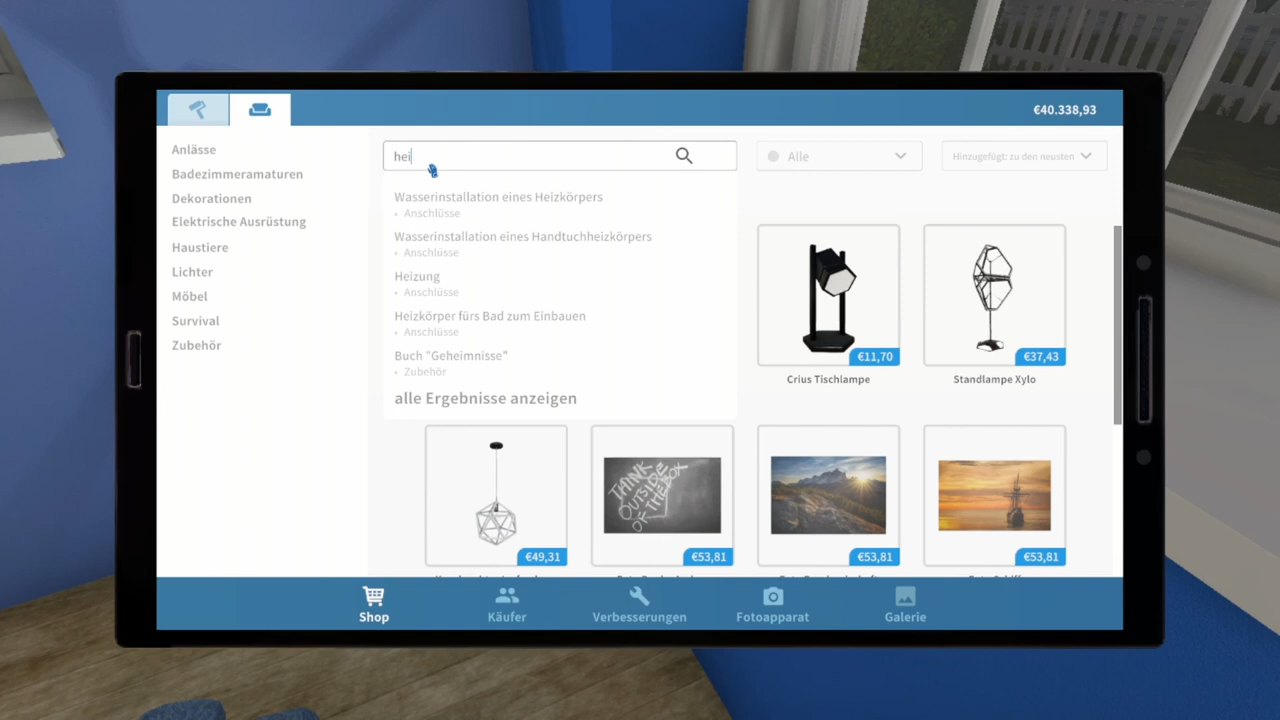 €40.338,93
Anlässe
Badezimmeramaturen
Dekorationen
Elektrische Ausrüstung
Haustiere
Lichter
Möbel
Survival
Zubehör
hei
Alle
Hinzugefügt: zu den neusten
Wasserinstallation eines Heizkörpers
• Anschlüsse
Wasserinstallation eines Handtuchheizkörpers
• Anschlüsse
Heizung
• Anschlüsse
Heizkörper fürs Bad zum Einbauen
• Anschlüsse
Buch "Geheimnisse"
• Zubehör
alle Ergebnisse anzeigen
€11,70
Crius Tischlampe
€37,43
Standlampe Xylo
€49,31
THINK
OUTSIDE
OF THE BOX
€53,81
€53,81
€53,81
Shop
Käufer
Verbesserungen
Fotoapparat
Galerie